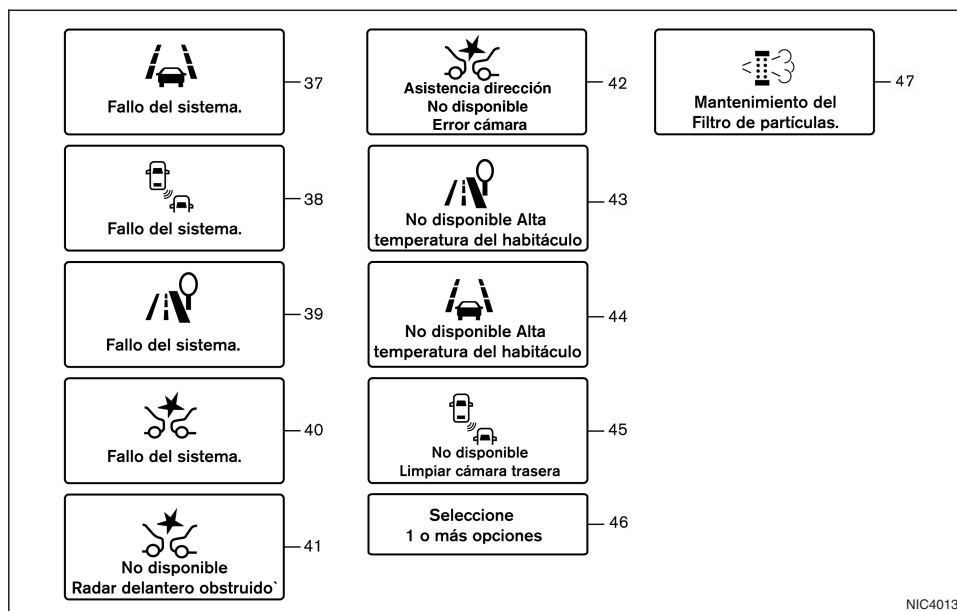 Fallo del sistema.
37
Fallo del sistema.
38
Fallo del sistema.
39
Fallo del sistema.
40
No disponible
Radar delantero obstruido`
41
Asistencia dirección
No disponible
Error cámara
42
No disponible Alta
temperatura del habitáculo
43
No disponible Alta
temperatura del habitáculo
44
No disponible
Limpiar cámara trasera
45
Seleccione
1 o más opciones
46
Mantenimiento del
Filtro de partículas.
47
NIC4013